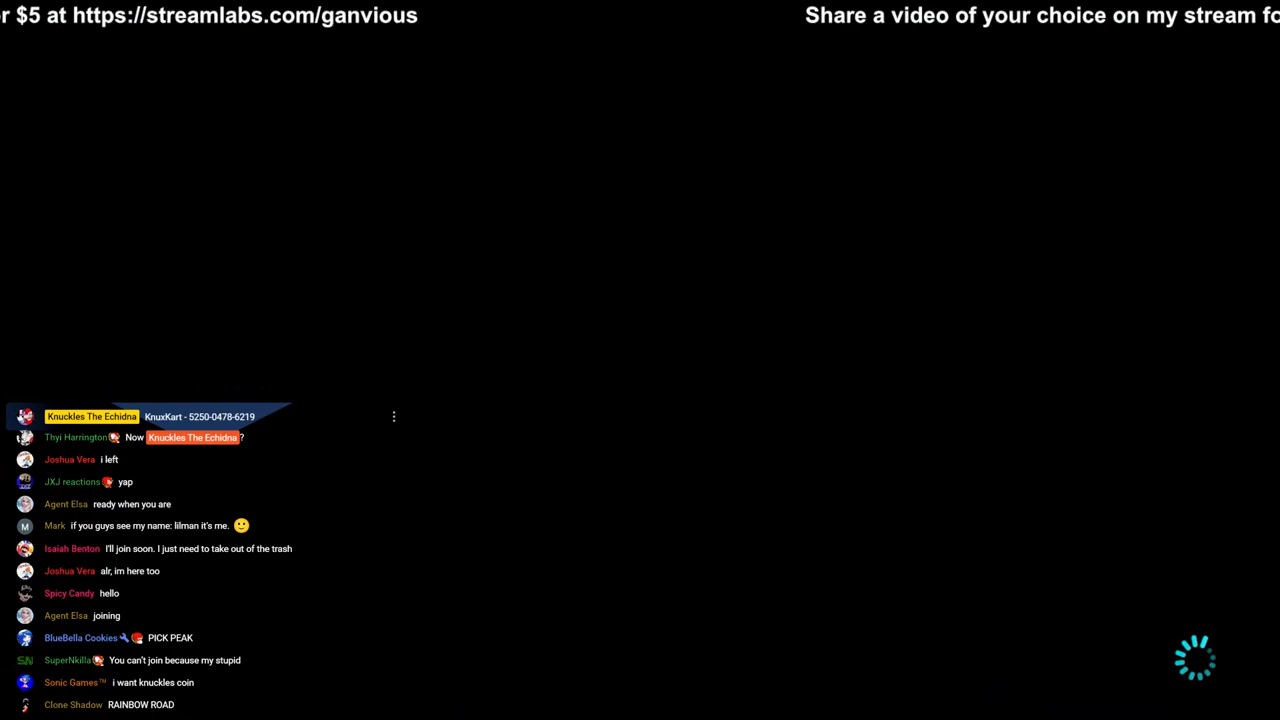 r $5 at https://streamlabs.com/ganvious Share a video of your choice on my stream fo
Knuckles The Echidna KnuxKart - 5250-0478-6219
Thyi Harrington Now Knuckles The Echidna ?
Joshua Vera i left
JXJ reactions yap
Agent Elsa ready when you are
M Mark if you guys see my name: lilman it's me.
Isaiah Benton I'll join soon. I just need to take out of the trash
Joshua Vera alr, im here too
Spicy Candy hello
Agent Elsa joining
BlueBella Cookies PICK PEAK
SN SuperNkilla You can't join because my stupid
Sonic Games™ i want knuckles coin
Clone Shadow RAINBOW ROAD